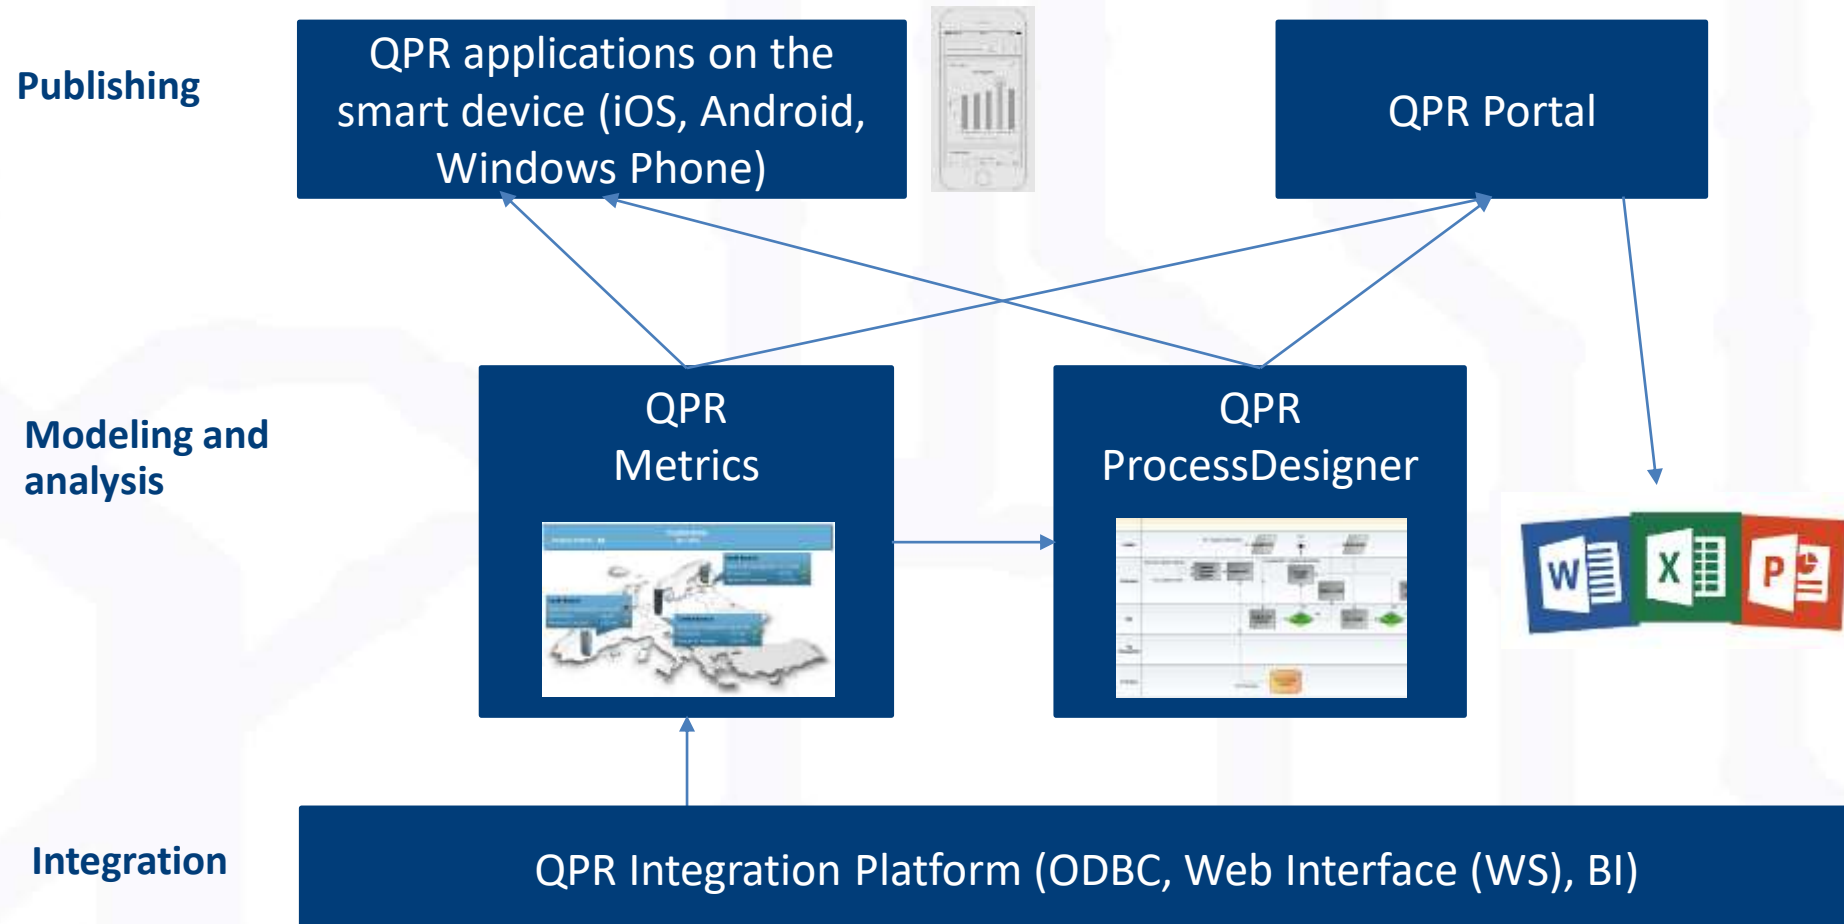 Publishing
QPR applications on the
smart device (iOS, Android,
Windows Phone)
QPR Portal
Modeling and
analysis
QPR
Metrics
QPR
ProcessDesigner
W
X
P
Integration
QPR Integration Platform (ODBC, Web Interface (WS), BI)